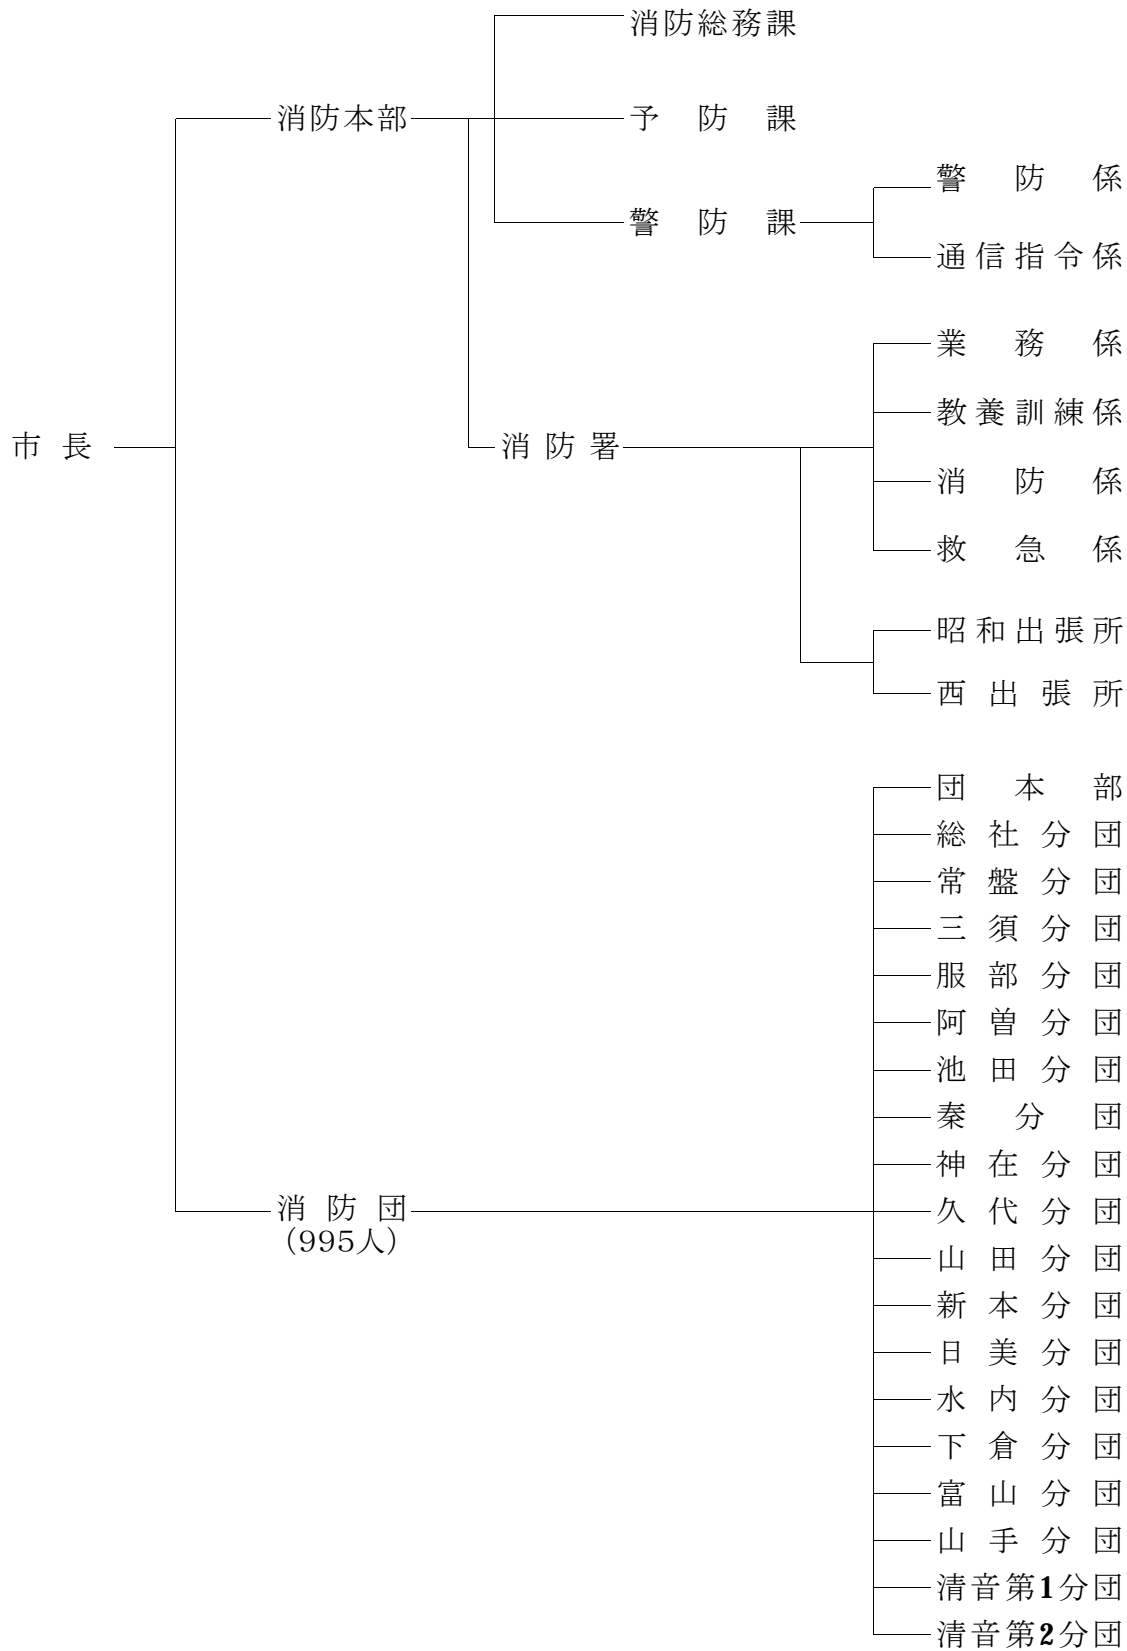 消防総務課
消防本部
予防課
警防係
警防課
通信指令係
業務係
教養訓練係
市長
消防署
消防係
救急係
昭和出張所
西出張所
団本部
総社分団
常盤分団
三須分団
服部分団
阿曽分団
池田分団
秦分団
神在分団
消防団
(995人)
久代分団
山田分団
新本分団
日美分団
水内分団
下倉分団
富山分団
山手分団
清音第1分団
清音第2分団